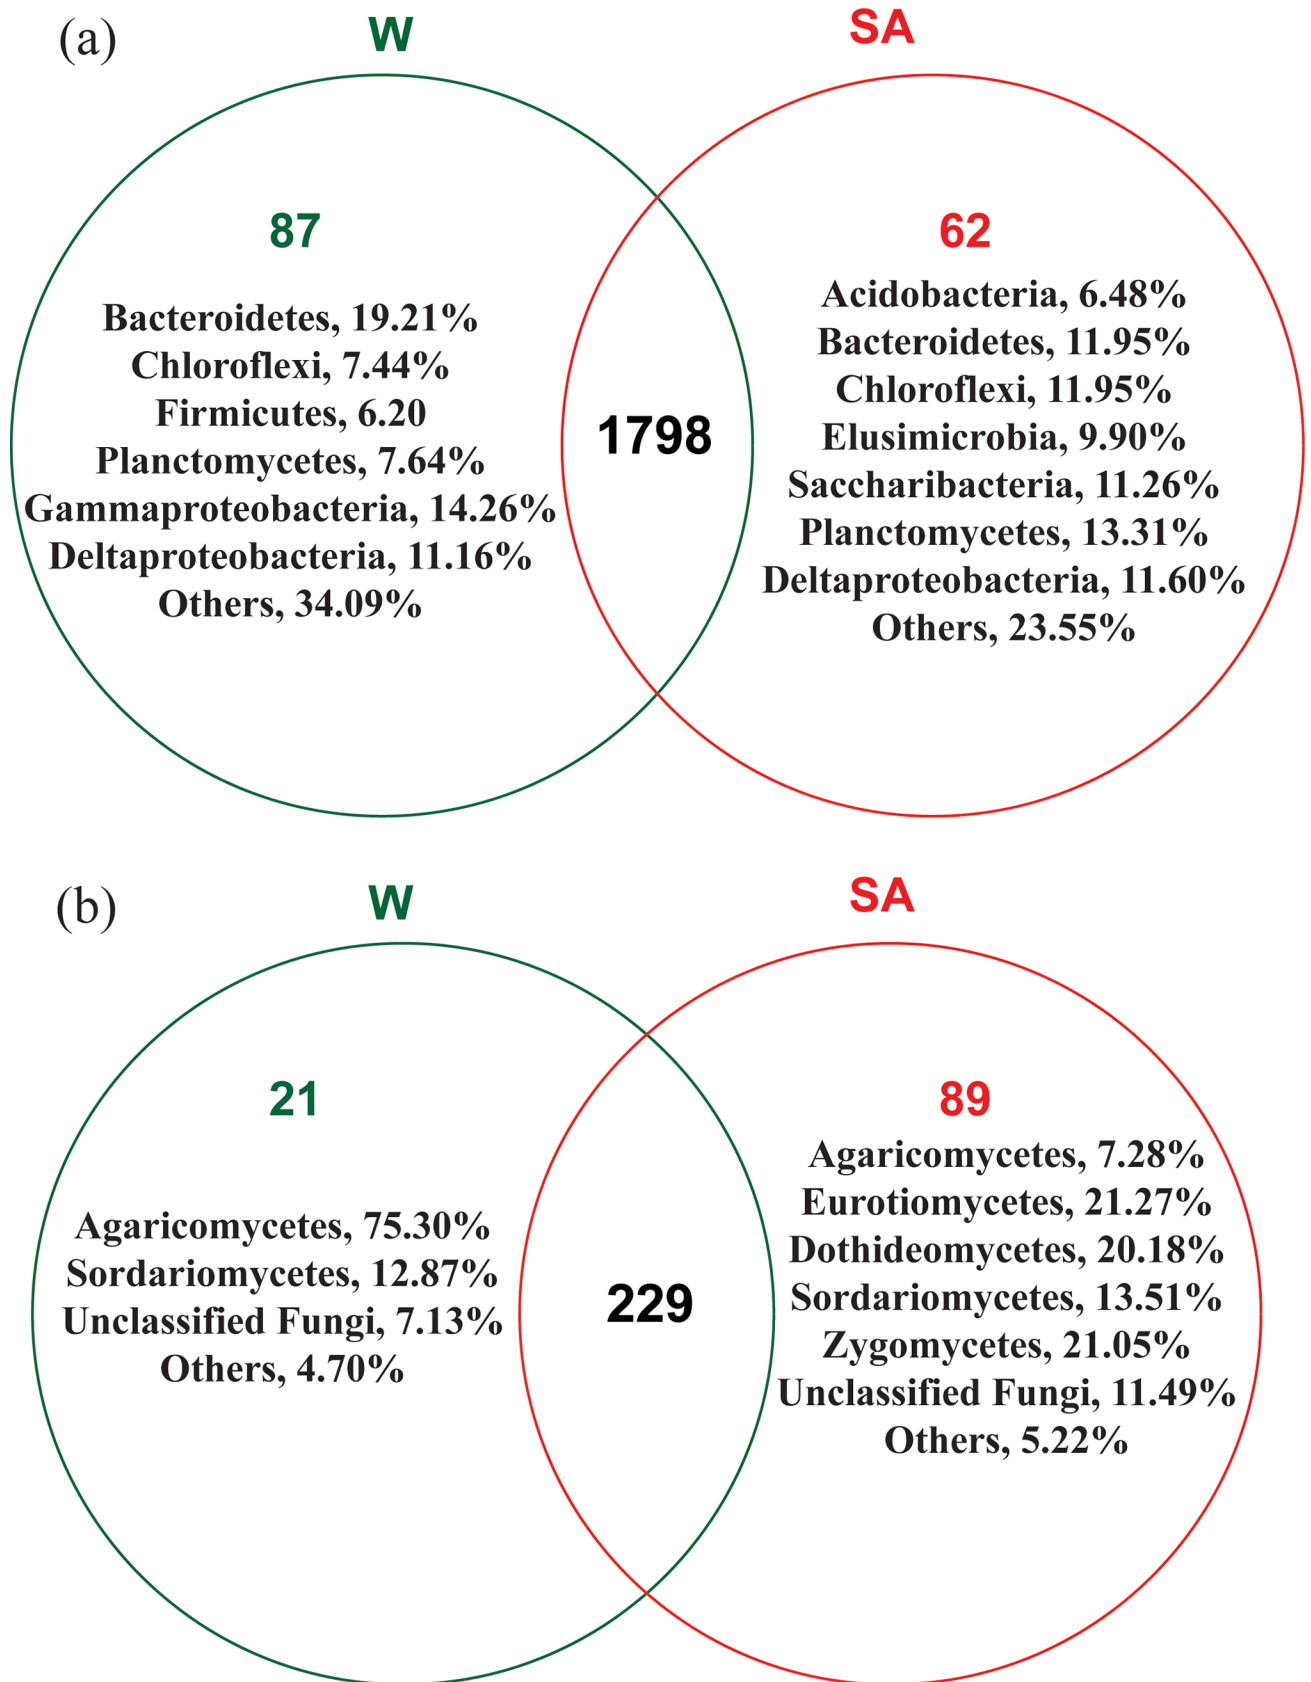 (a)
W
SA
87
Bacteroidetes, 19.21%
Chloroflexi, 7.44%
Firmicutes, 6.20
Planctomycetes, 7.64%
Gammaproteobacteria, 14.26%
Deltaproteobacteria, 11.16%
Others, 34.09%
1798
62
Acidobacteria, 6.48%
Bacteroidetes, 11.95%
Chloroflexi, 11.95%
Elusimicrobia, 9.90%
Saccharibacteria, 11.26%
Planctomycetes, 13.31%
Deltaproteobacteria, 11.60%
Others, 23.55%
(b)
W
SA
21
Agaricomycetes, 75.30%
Sordariomycetes, 12.87%
Unclassified Fungi, 7.13%
Others, 4.70%
229
89
Agaricomycetes, 7.28%
Eurotiomycetes, 21.27%
Dothideomycetes, 20.18%
Sordariomycetes, 13.51%
Zygomycetes, 21.05%
Unclassified Fungi, 11.49%
Others, 5.22%